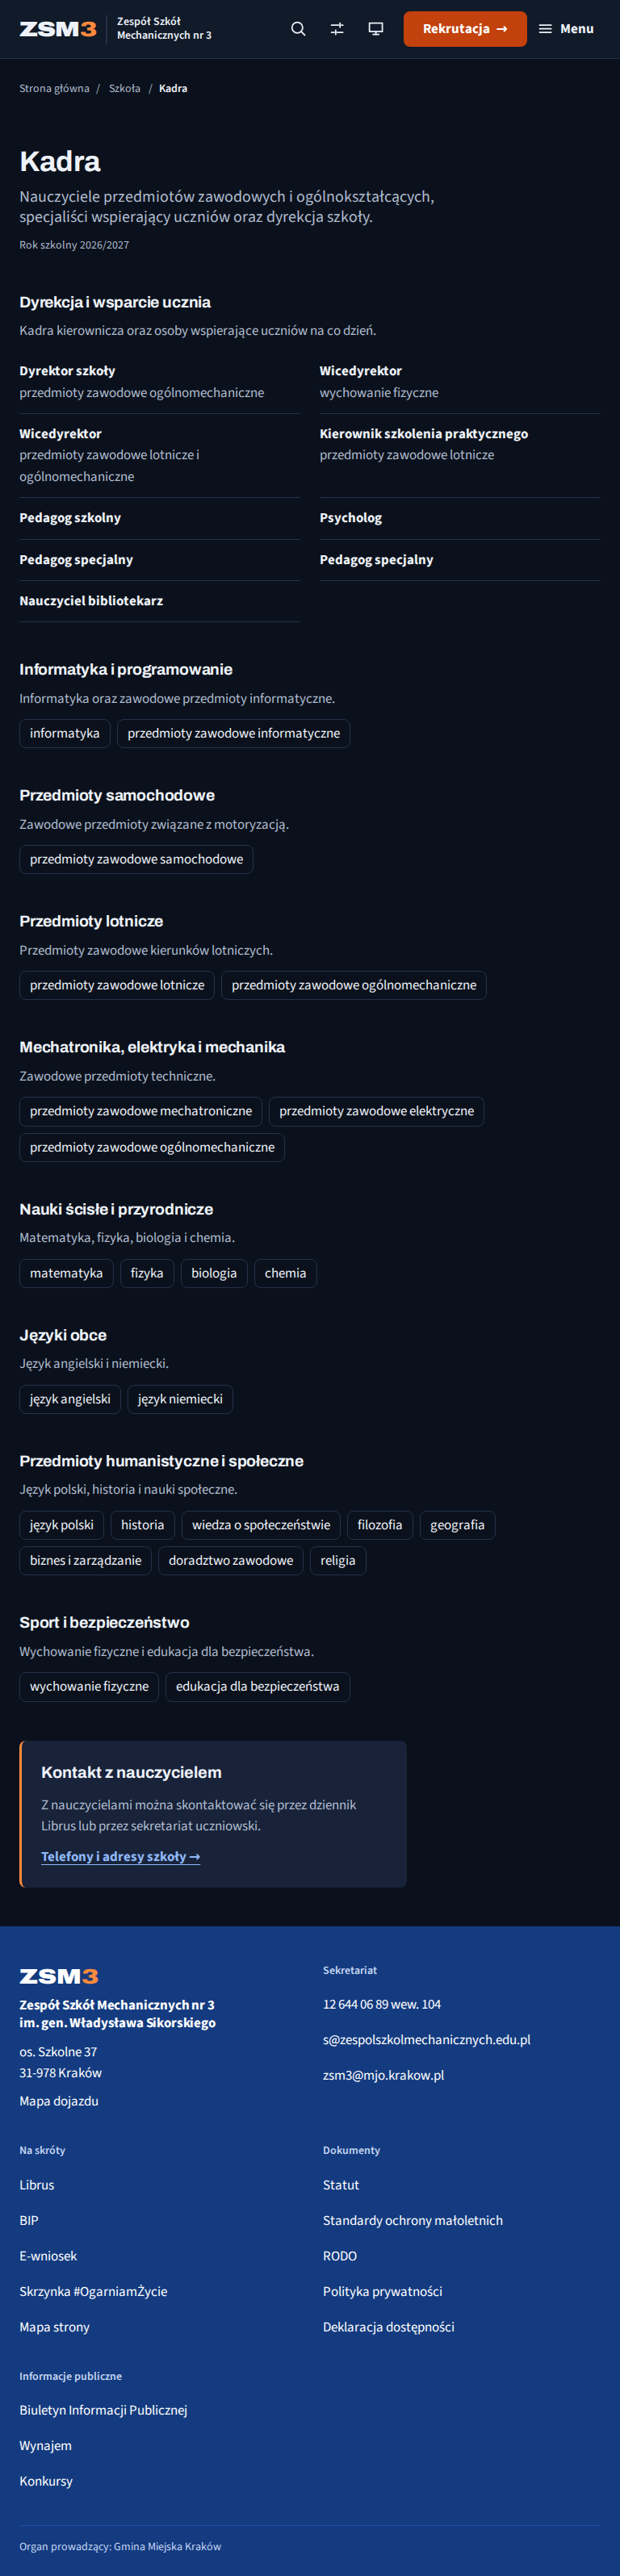 ZSM3
Zespół Szkół
Mechanicznych nr 3
Rekrutacja →
Menu
Strona główna / Szkoła / Kadra
Kadra
Nauczyciele przedmiotów zawodowych i ogólnokształcących,
specjaliści wspierający uczniów oraz dyrekcja szkoły.
Rok szkolny 2026/2027
Dyrekcja i wsparcie ucznia
Kadra kierownicza oraz osoby wspierające uczniów na co dzień.
Dyrektor szkoły
przedmioty zawodowe ogólnomechaniczne
Wicedyrektor
wychowanie fizyczne
Wicedyrektor
przedmioty zawodowe lotnicze i
ogólnomechaniczne
Kierownik szkolenia praktycznego
przedmioty zawodowe lotnicze
Pedagog szkolny
Psycholog
Pedagog specjalny
Pedagog specjalny
Nauczyciel bibliotekarz
Informatyka i programowanie
Informatyka oraz zawodowe przedmioty informatyczne.
informatyka
przedmioty zawodowe informatyczne
Przedmioty samochodowe
Zawodowe przedmioty związane z motoryzacją.
przedmioty zawodowe samochodowe
Przedmioty lotnicze
Przedmioty zawodowe kierunków lotniczych.
przedmioty zawodowe lotnicze
przedmioty zawodowe ogólnomechaniczne
Mechatronika, elektryka i mechanika
Zawodowe przedmioty techniczne.
przedmioty zawodowe mechatroniczne
przedmioty zawodowe elektryczne
przedmioty zawodowe ogólnomechaniczne
Nauki ścisłe i przyrodnicze
Matematyka, fizyka, biologia i chemia.
matematyka
fizyka
biologia
chemia
Języki obce
Język angielski i niemiecki.
język angielski
język niemiecki
Przedmioty humanistyczne i społeczne
Język polski, historia i nauki społeczne.
język polski
historia
wiedza o społeczeństwie
filozofia
geografia
biznes i zarządzanie
doradztwo zawodowe
religia
Sport i bezpieczeństwo
Wychowanie fizyczne i edukacja dla bezpieczeństwa.
wychowanie fizyczne
edukacja dla bezpieczeństwa
Kontakt z nauczycielem
Z nauczycielami można skontaktować się przez dziennik
Librus lub przez sekretariat uczniowski.
Telefony i adresy szkoły →
ZSM3
Zespół Szkół Mechanicznych nr 3
im. gen. Władysława Sikorskiego
os. Szkolne 37
31-978 Kraków
Mapa dojazdu
Sekretariat
12 644 06 89 wew. 104
s@zespolszkolmechanicznych.edu.pl
zsm3@mjo.krakow.pl
Na skróty
Librus
BIP
E-wniosek
Skrzynka #OgarniamŻycie
Mapa strony
Dokumenty
Statut
Standardy ochrony małoletnich
RODO
Polityka prywatności
Deklaracja dostępności
Informacje publiczne
Biuletyn Informacji Publicznej
Wynajem
Konkursy
Organ prowadzący: Gmina Miejska Kraków